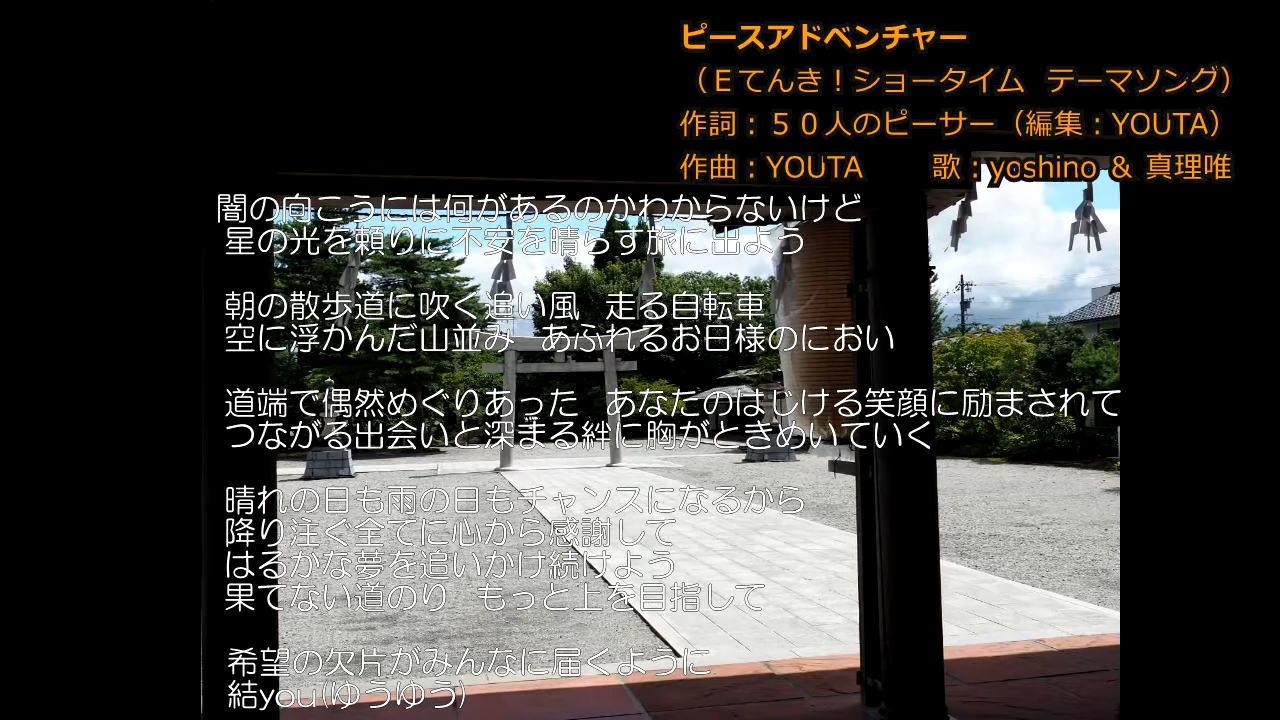 ピースアドベンチャー
（Ｅてんき！ショータイム　テーマソング）
作詞：５０人のピーサー（編集：YOUTA）
作曲：YOUTA　　歌：yoshino ＆ 真理唯
闇の向こうには何があるのかわからないけど
星の光を頼りに不安を晴らす旅に出よう
朝の散歩道に吹く追い風　走る自転車
空に浮かんだ山並み　あふれるお日様のにおい
道端で偶然めぐりあった　あなたのはじける笑顔に励まされて
つながる出会いと深まる絆に胸がときめいていく
晴れの日も雨の日もチャンスになるから
降り注ぐ全てに心から感謝して
はるかな夢を追いかけ続けよう
果てない道のり　もっと上を目指して
希望の欠片がみんなに届くように
結you(ゆうゆう)